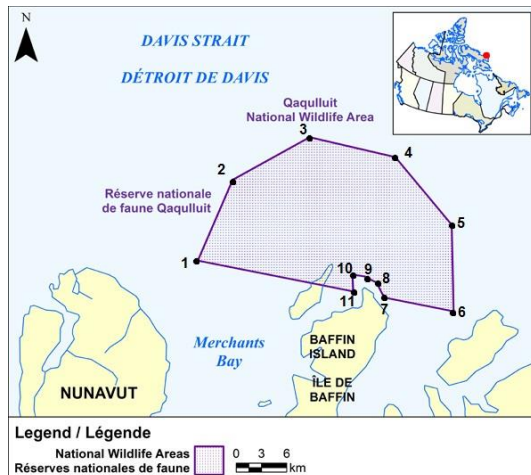 N
DAVIS STRAIT
DÉTROIT DE DAVIS
Qaqulluit
National Wildlife Area
3
4
2
Réserve nationale
de faune Qaqulluit
5
1
10 9 8
11 7 6
Merchants
Bay
BAFFIN
ISLAND
ÎLE DE
BAFFIN
NUNAVUT
Legend / Légende
National Wildlife Areas
Réserves nationales de faune
0 3 6
km